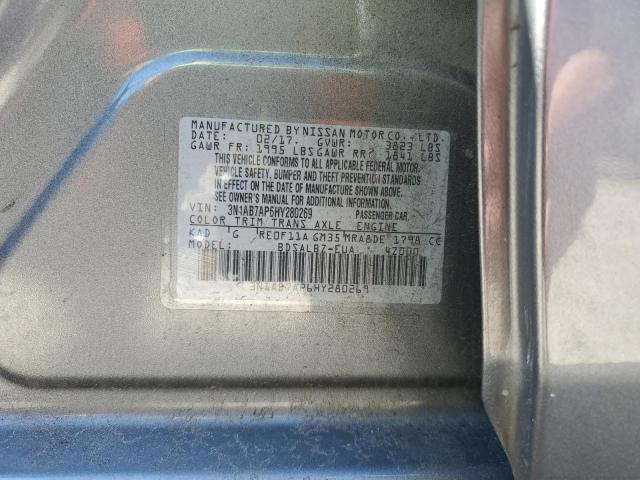 MANUFACTURED BY NISSAN MOTOR CO., LTD.
DATE: 02/17. GVWR: 3823 LBS
GAWR FR: 1995 LBS GAWR RR: 1841 LBS
THIS VEHICLE CONFORMS TO ALL APPLICABLE FEDERAL MOTOR
VEHICLE SAFETY, BUMPER AND THEFT PREVENTION STANDARDS
IN EFFECT ON THE DATE OF MANUFACTURE SHOWN ABOVE.
SEE OWNER'S MANUAL FOR ADDITIONAL INFORMATION.
VIN: 3N1AB7AP6HY280269 PASSENGER CAR
COLOR TRIM TRANS AXLE ENGINE
KAD G RE0F11A GM35 MRA8DE 1798 CC
MODEL: BDSALB7-EUA 4Z000
3N1AB7AP6HY280269